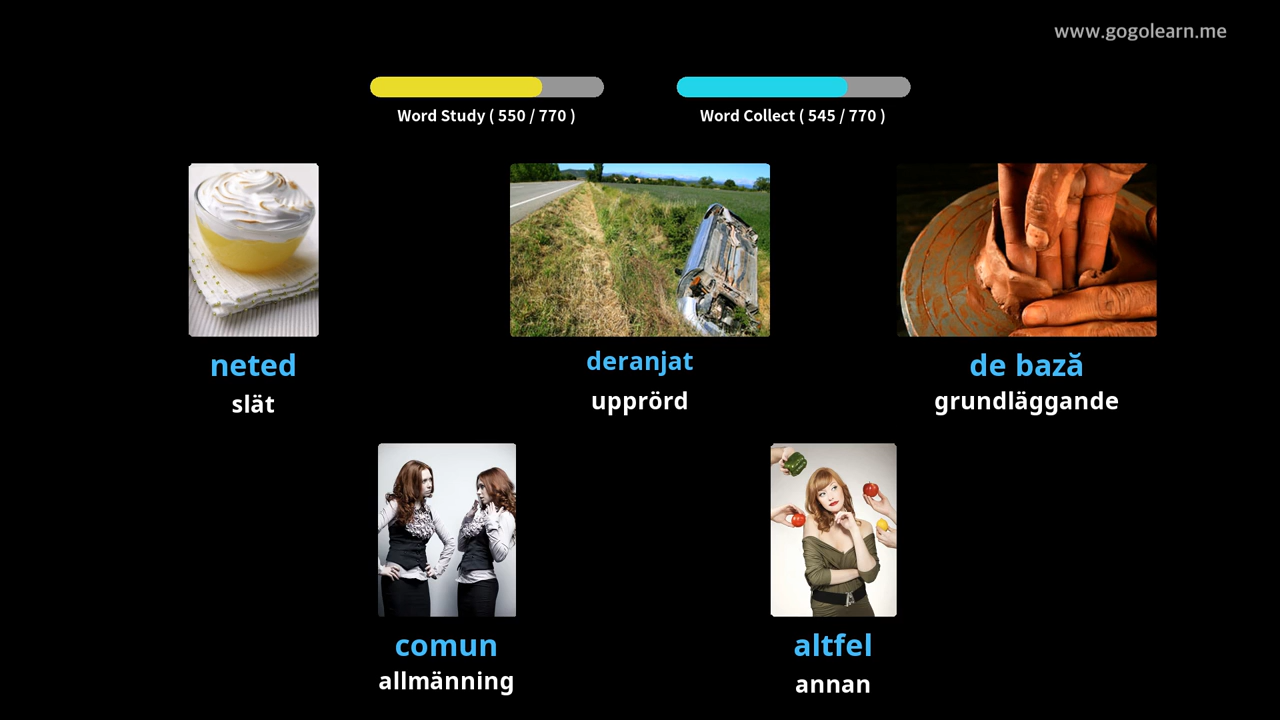 www.gogolearn.me
Word Study ( 550 / 770 )
Word Collect ( 545 / 770 )
neted
slät
deranjat
upprörd
de bază
grundläggande
comun
allmänning
altfel
annan